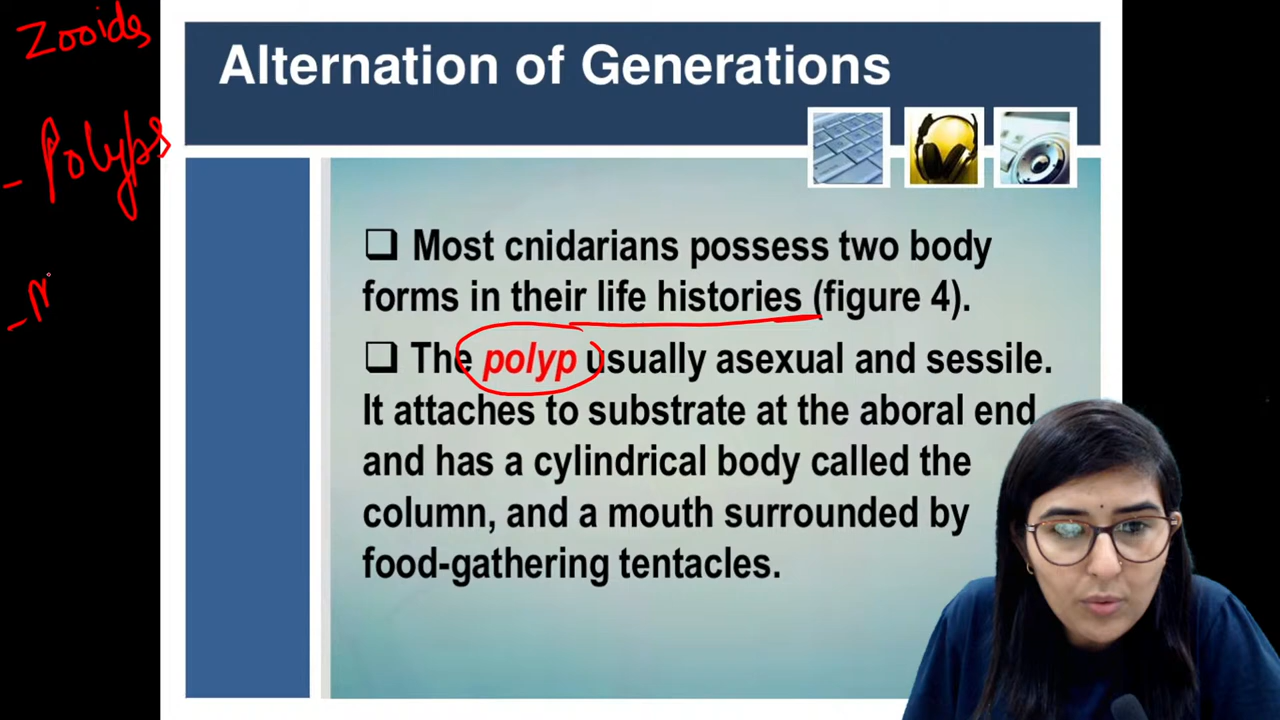 Zooids
- Polyps
Alternation of Generations
❑ Most cnidarians possess two body
forms in their life histories (figure 4).
❑ The polyp usually asexual and sessile.
It attaches to substrate at the aboral end
and has a cylindrical body called the
column, and a mouth surrounded by
food-gathering tentacles.